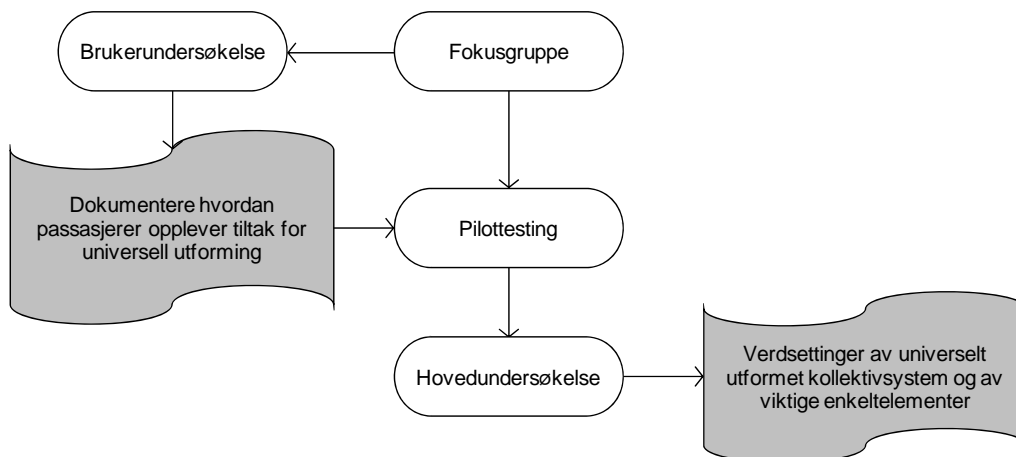 Brukerundersøkelse
Fokusgruppe
Dokumentere hvordan
passasjerer opplever tiltak for
universell utforming
Pilottesting
Hovedundersøkelse
Verdsettinger av universelt
utformet kollektivsystem og av
viktige enkeltelementer